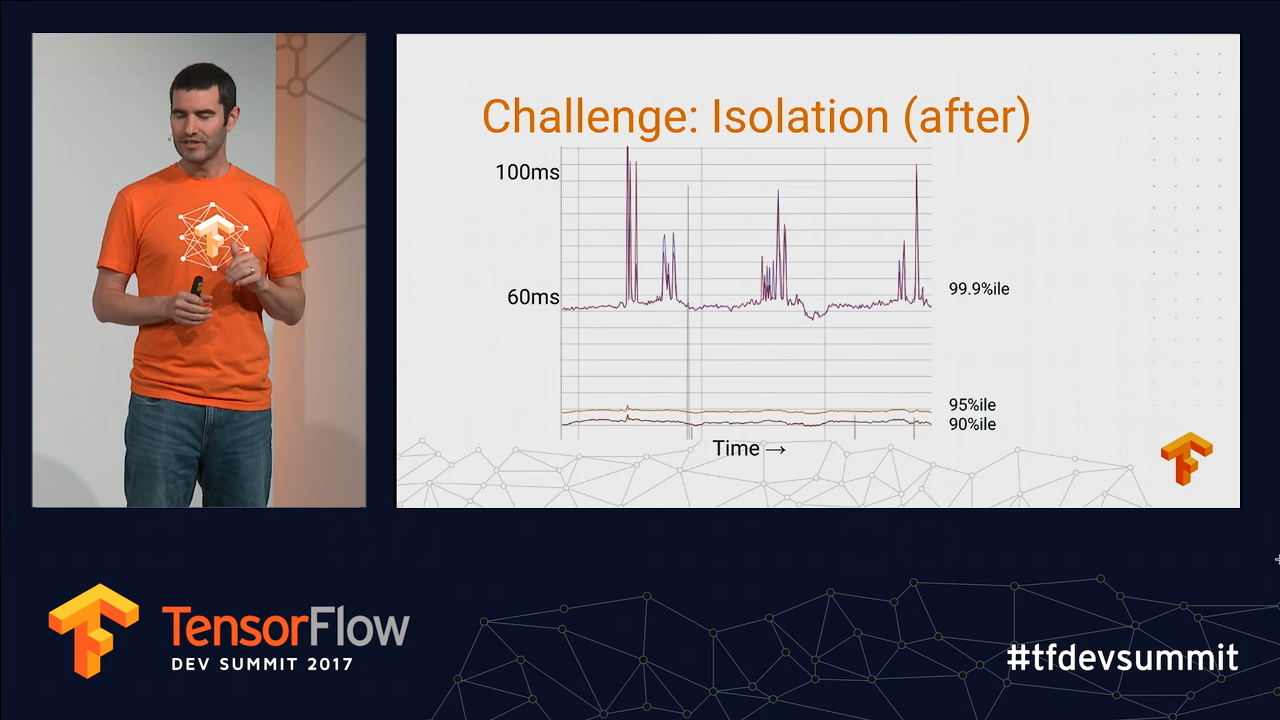 Challenge: Isolation (after)
100ms
60ms
99.9%ile
95%ile
90%ile
Time →
TensorFlow
DEV SUMMIT 2017
#tfdevsummit